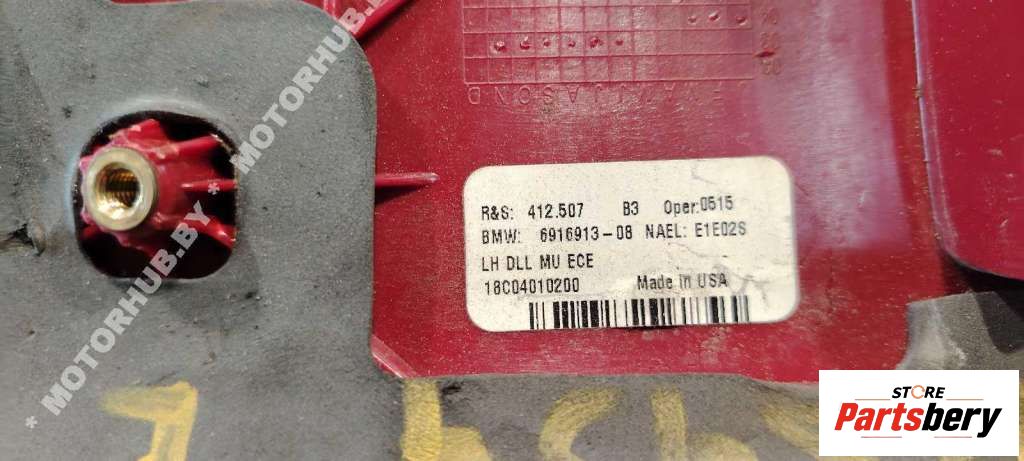 R&S: 412.507 B3 Oper:0515
BMW: 6916913-08 NAEL: E1E02S
LH DLL MU ECE
18C04010200 Made in USA
* MOTORHUB.BY * MOTORHUB.BY
STORE
Partsbery